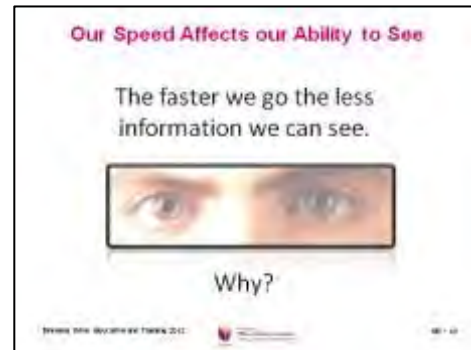 Our Speed Affects our Ability to See
The faster we go the less
information we can see.
Why?